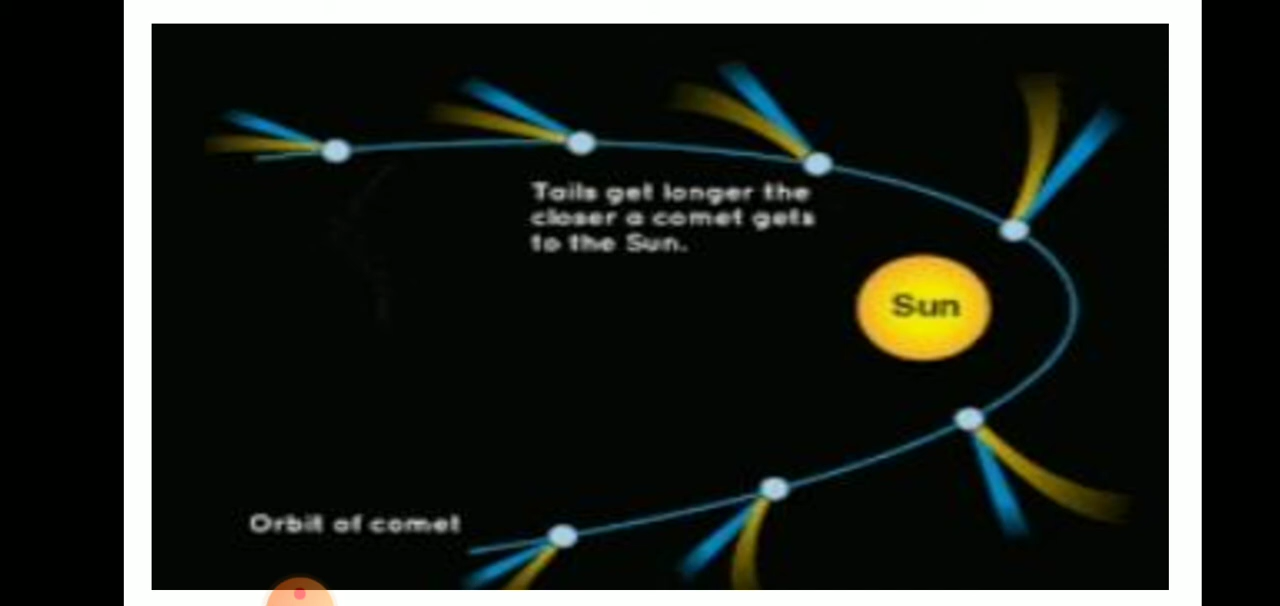 Tails get longer the
closer a comet gets
to the Sun.
Sun
Orbit of comet